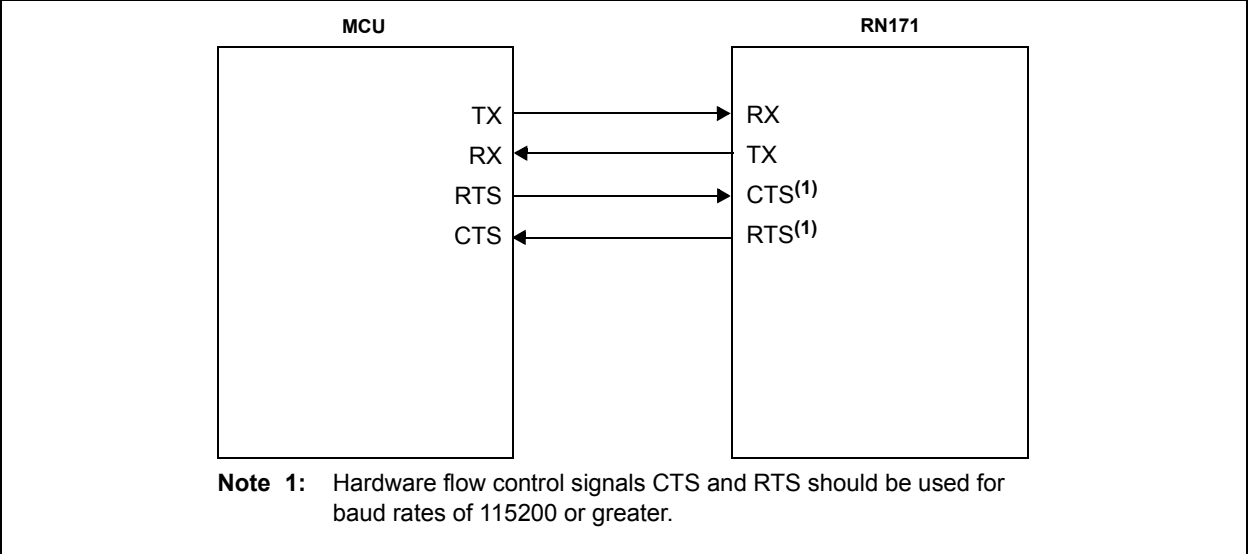 MCU
RN171
TX
RX
RX
TX
RTS
CTS(1)
CTS
RTS(1)
Note 1: Hardware flow control signals CTS and RTS should be used for
baud rates of 115200 or greater.